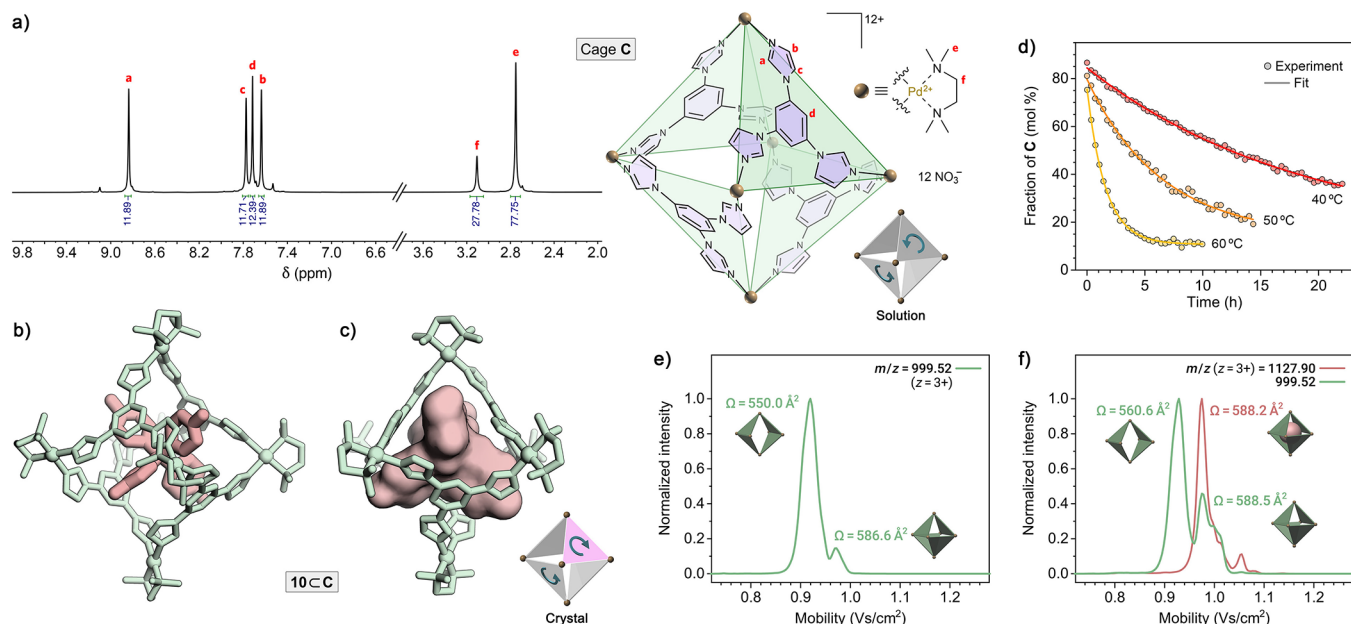 a)
a
c
d
b
f
e
11.89
11.71
12.39
11.89
27.78
77.75
9.8 9.4 9.0 8.6 8.2 7.8 7.4 3.6 3.2 2.8 2.4 2.0
δ (ppm)
Cage C
12+
N
b
a
c
N
d
N
N
N
N
e
f
≡
Pd2+
N
N
12 NO3−
Solution
d)
Fraction of C (mol %)
100
80
60
40
20
0
Experiment
Fit
40 ºC
50 ºC
60 ºC
0 5 10 15 20
Time (h)
b)
10⊂C
c)
Crystal
e)
Normalized intensity
1.0
0.8
0.6
0.4
0.2
0.0
m/z = 999.52
(z = 3+)
Ω = 550.0 Å2
Ω = 586.6 Å2
0.8 0.9 1.0 1.1 1.2
Mobility (Vs/cm2)
f)
Normalized intensity
1.0
0.8
0.6
0.4
0.2
0.0
m/z (z = 3+) = 1127.90
999.52
Ω = 560.6 Å2
Ω = 588.2 Å2
Ω = 588.5 Å2
0.8 0.9 1.0 1.1 1.2
Mobility (Vs/cm2)